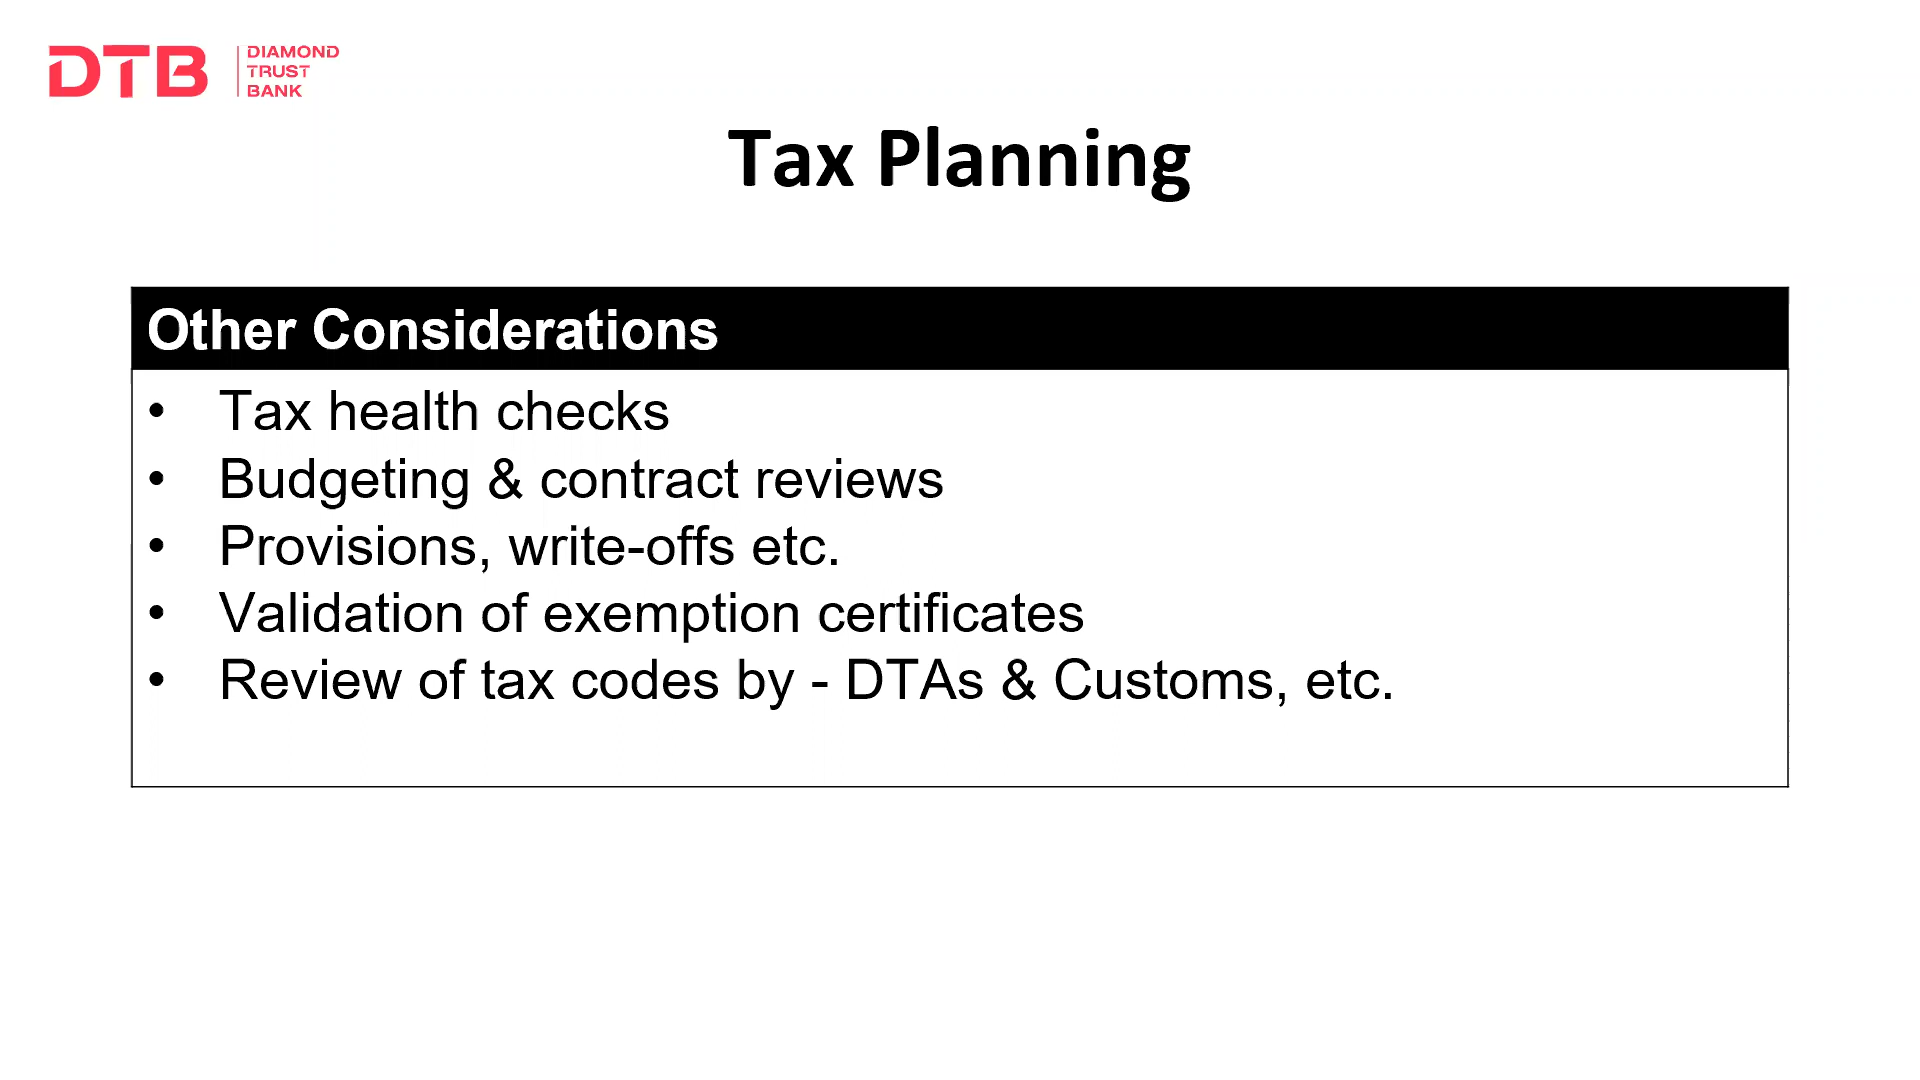 DTB
DIAMOND
TRUST
BANK
Tax Planning
Other Considerations
• Tax health checks
• Budgeting & contract reviews
• Provisions, write-offs etc.
• Validation of exemption certificates
• Review of tax codes by - DTAs & Customs, etc.